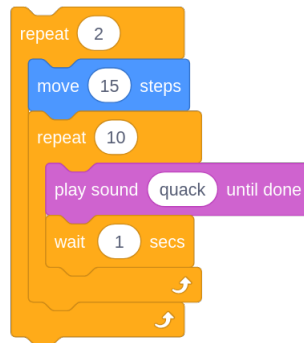 repeat 2
move 15 steps
repeat 10
play sound quack until done
wait 1 secs